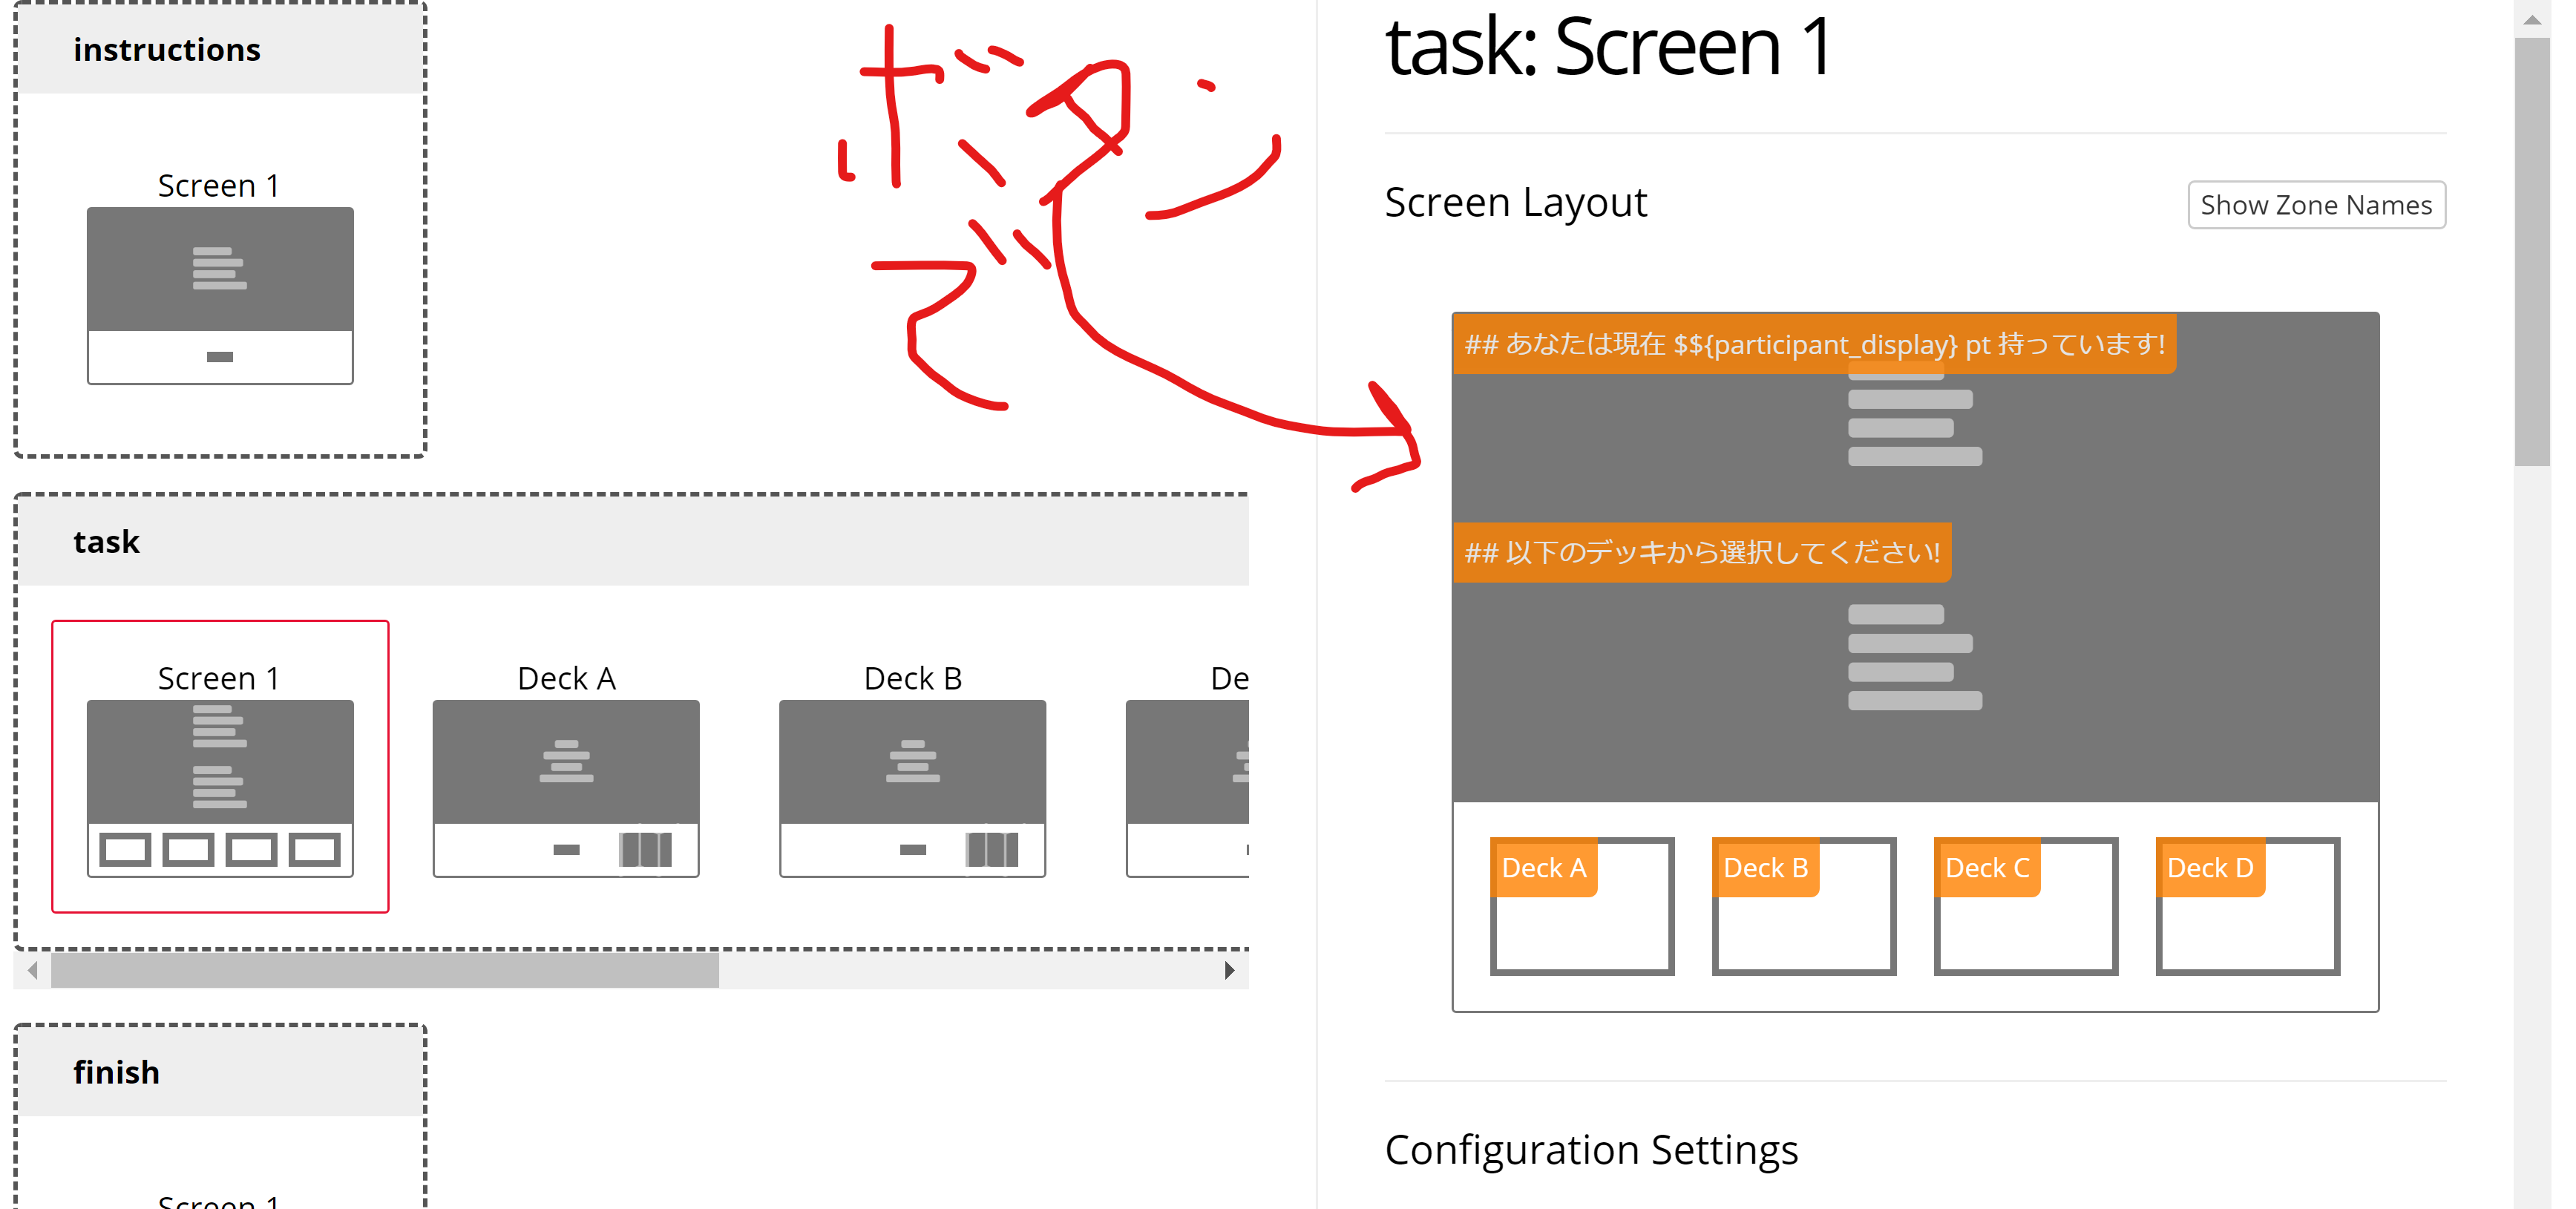 instructions
Screen 1
task
Screen 1 Deck A Deck B De
finish
Screen 1
ボタン
で
task: Screen 1
Screen Layout
Show Zone Names
## あなたは現在 $${participant_display} pt 持っています!
## 以下のデッキから選択してください!
Deck A Deck B Deck C Deck D
Configuration Settings